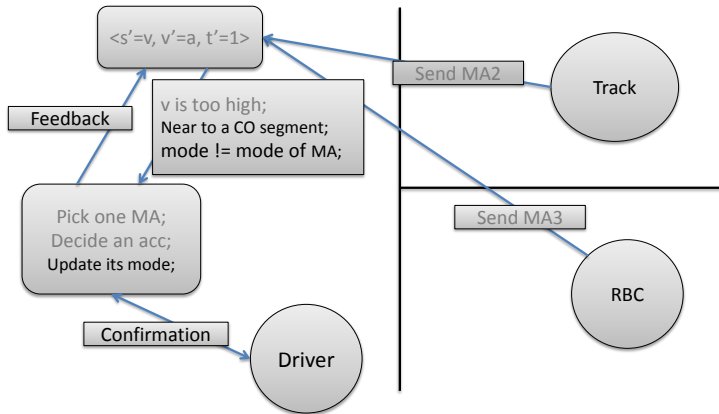 <s’=v, v’=a, t’=1>
Send MA2
Track
Feedback
v is too high;
Near to a CO segment;
mode != mode of MA;
Pick one MA;
Decide an acc;
Update its mode;
Send MA3
RBC
Confirmation
Driver